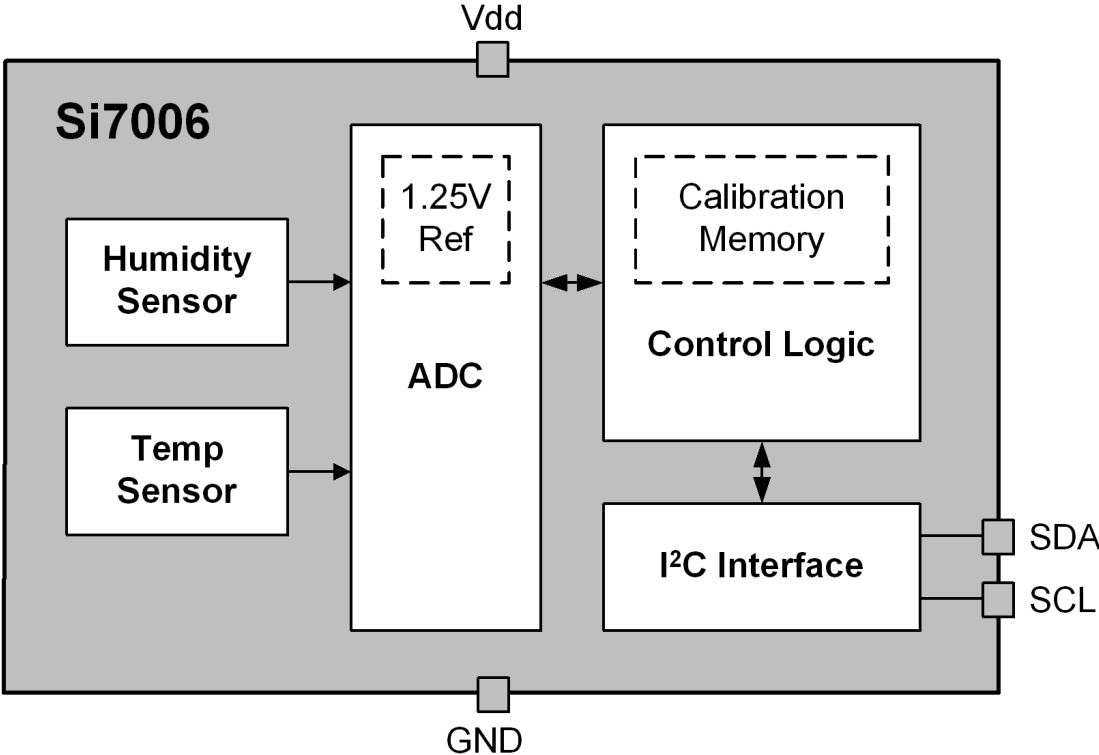 Vdd
Si7006
1.25V
Ref
Calibration
Memory
Humidity
Sensor
Control Logic
ADC
Temp
Sensor
I²C Interface
SDA
SCL
GND